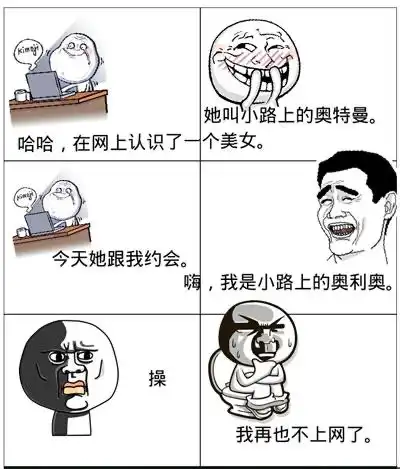 Kimoji
她叫小路上的奥特曼。
哈哈，在网上认识了一个美女。
Kimoji
今天她跟我约会。
嗨，我是小路上的奥利奥。
操
我再也不上网了。